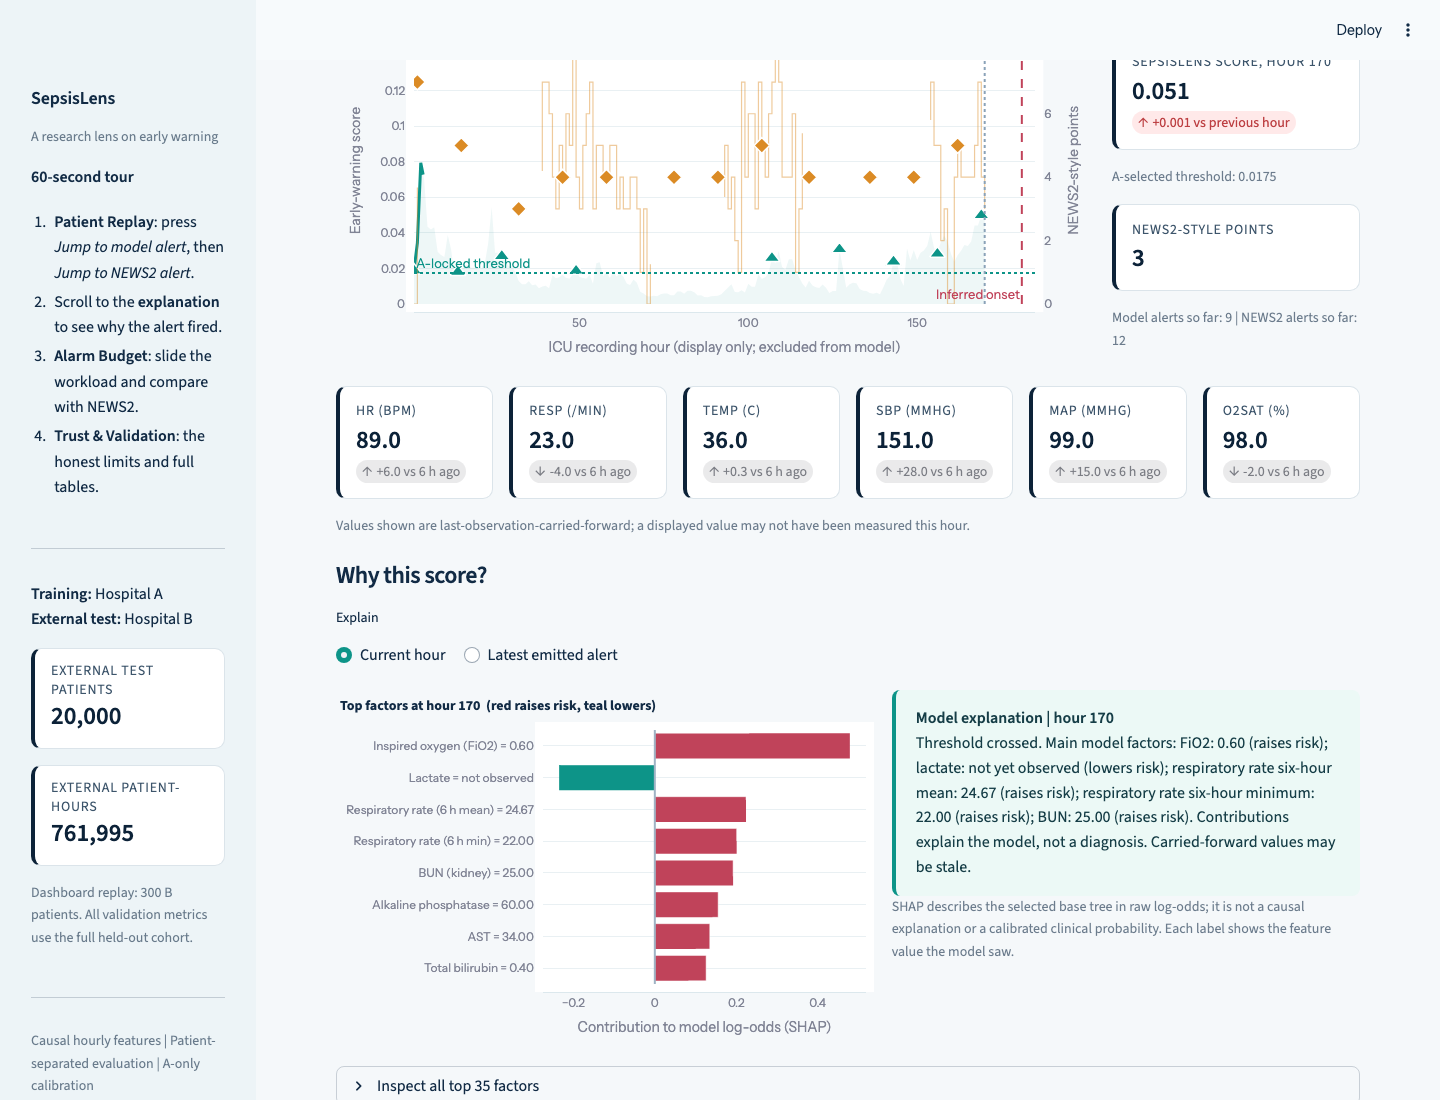 Deploy
SepsisLens
A research lens on early warning
60-second tour
1. Patient Replay: press
Jump to model alert, then
Jump to NEWS2 alert.
2. Scroll to the explanation
to see why the alert fired.
3. Alarm Budget: slide the
workload and compare
with NEWS2.
4. Trust & Validation: the
honest limits and full
tables.
Training: Hospital A
External test: Hospital B
EXTERNAL TEST
PATIENTS
20,000
EXTERNAL PATIENT-
HOURS
761,995
Dashboard replay: 300 B
patients. All validation metrics
use the full held-out cohort.
Causal hourly features | Patient-
separated evaluation | A-only
calibration
Early-warning score
0.12
0.1
0.08
0.06
0.04
0.02
0
A-locked threshold
Inferred onset
6
4
2
0
NEWS2-style points
50
100
150
ICU recording hour (display only; excluded from model)
SEPSISLENS SCORE, HOUR 170
0.051
↑ +0.001 vs previous hour
A-selected threshold: 0.0175
NEWS2-STYLE POINTS
3
Model alerts so far: 9 | NEWS2 alerts so far:
12
HR (BPM)
89.0
↑ +6.0 vs 6 h ago
RESP (/MIN)
23.0
↓ -4.0 vs 6 h ago
TEMP (C)
36.0
↑ +0.3 vs 6 h ago
SBP (MMHG)
151.0
↑ +28.0 vs 6 h ago
MAP (MMHG)
99.0
↑ +15.0 vs 6 h ago
O2SAT (%)
98.0
↓ -2.0 vs 6 h ago
Values shown are last-observation-carried-forward; a displayed value may not have been measured this hour.
Why this score?
Explain
Current hour
Latest emitted alert
Top factors at hour 170 (red raises risk, teal lowers)
Inspired oxygen (FiO2) = 0.60
Lactate = not observed
Respiratory rate (6 h mean) = 24.67
Respiratory rate (6 h min) = 22.00
BUN (kidney) = 25.00
Alkaline phosphatase = 60.00
AST = 34.00
Total bilirubin = 0.40
−0.2
0
0.2
0.4
Contribution to model log-odds (SHAP)
Model explanation | hour 170
Threshold crossed. Main model factors: FiO2: 0.60 (raises risk);
lactate: not yet observed (lowers risk); respiratory rate six-hour
mean: 24.67 (raises risk); respiratory rate six-hour minimum:
22.00 (raises risk); BUN: 25.00 (raises risk). Contributions
explain the model, not a diagnosis. Carried-forward values may
be stale.
SHAP describes the selected base tree in raw log-odds; it is not a causal
explanation or a calibrated clinical probability. Each label shows the feature
value the model saw.
Inspect all top 35 factors